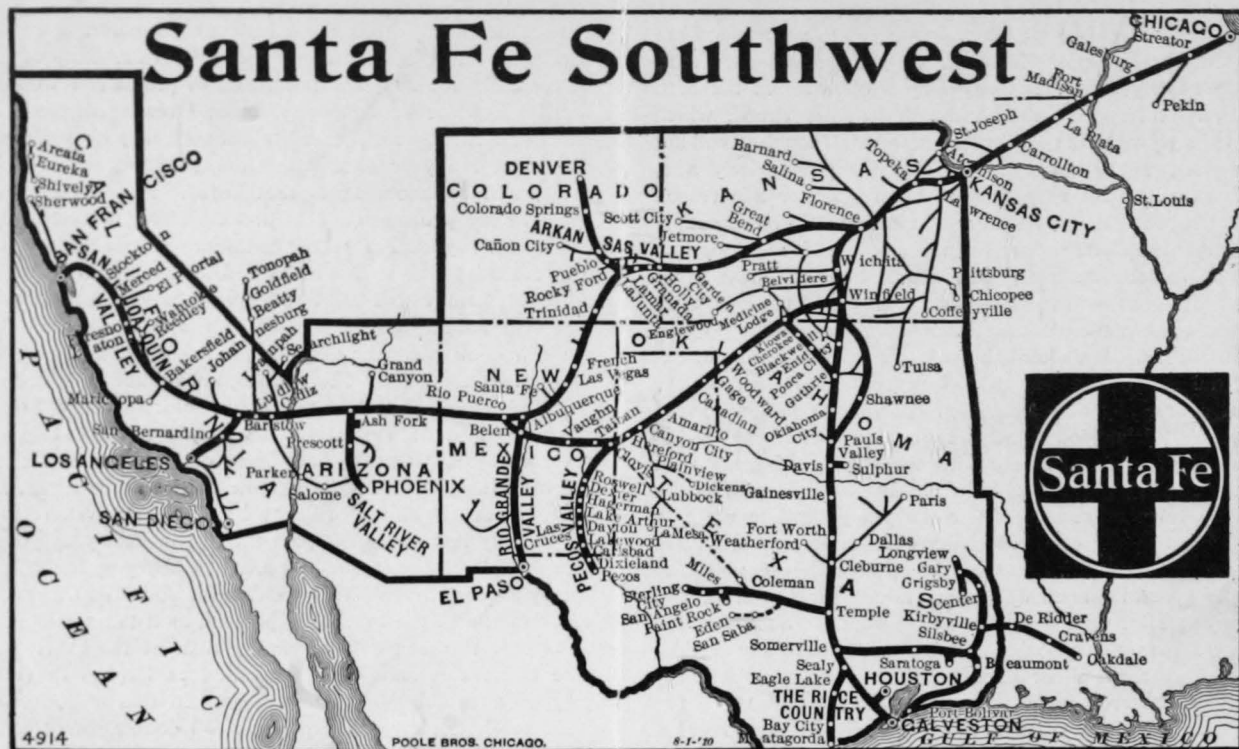 Santa Fe Southwest
CHICAGO
Streator
Galesburg
Fort Madison
Pekin
La Plata
Carrollton
St. Joseph
Atchison
St. Louis
KANSAS CITY
Lawrence
Topeka
Barnard
Salina
Florence
KANSAS
Great Bend
Scott City
Jetmore
DENVER
COLORADO
Colorado Springs
ARKANSAS VALLEY
Cañon City
Pueblo
Rocky Ford
Trinidad
La Junta
Lamar
Granada
Holly
Garden City
Pratt
Belvidere
Englewood
Medicine Lodge
Wichita
Winfield
Pittsburg
Chicopee
Coffeyville
Tulsa
Kiowa
Cherokee
Blackwell
Enid
Ponca City
Guthrie
Woodward
Gage
Canadian
OKLAHOMA
Shawnee
Oklahoma City
Pauls Valley
Davis
Sulphur
Arcata
Eureka
Shively
Sherwood
CALIFORNIA
SAN FRANCISCO
SAN JOAQUIN VALLEY
Stockton
Merced
El Portal
Wahtoke
Reedley
Fresno
Bakersfield
Maricopa
Tonopah
Goldfield
Beatty
Johannesburg
Searchlight
Ludlow
Cadiz
Barstow
San Bernardino
LOS ANGELES
SAN DIEGO
Grand Canyon
Ash Fork
Prescott
Parker
Salome
ARIZONA
PHOENIX
SALT RIVER VALLEY
NEW MEXICO
Rio Puerco
Santa Fe
French
Las Vegas
Albuquerque
Belen
Vaughn
Taiban
Amarillo
Canyon City
Hereford
Clovis
Plainview
Dickens
Lubbock
RIO GRANDE VALLEY
PECOS VALLEY
Roswell
Dexter
Hagerman
Lake Arthur
Dayton
Lakewood
Carlsbad
Dixieland
Pecos
Las Cruces
EL PASO
La Mesa
TEXAS
Gainesville
Paris
Fort Worth
Weatherford
Dallas
Cleburne
Longview
Gary
Grigsby
Center
Miles
Coleman
Sterling City
San Angelo
Paint Rock
Eden
San Saba
Temple
Kirbyville
Silsbee
De Ridder
Cravens
Oakdale
Somerville
Saratoga
Beaumont
Sealy
Eagle Lake
HOUSTON
THE RICE COUNTRY
Port Bolivar
Bay City
GALVESTON
Matagorda
GULF OF MEXICO
PACIFIC OCEAN
Santa Fe
4914
POOLE BROS. CHICAGO.
8-1-'10